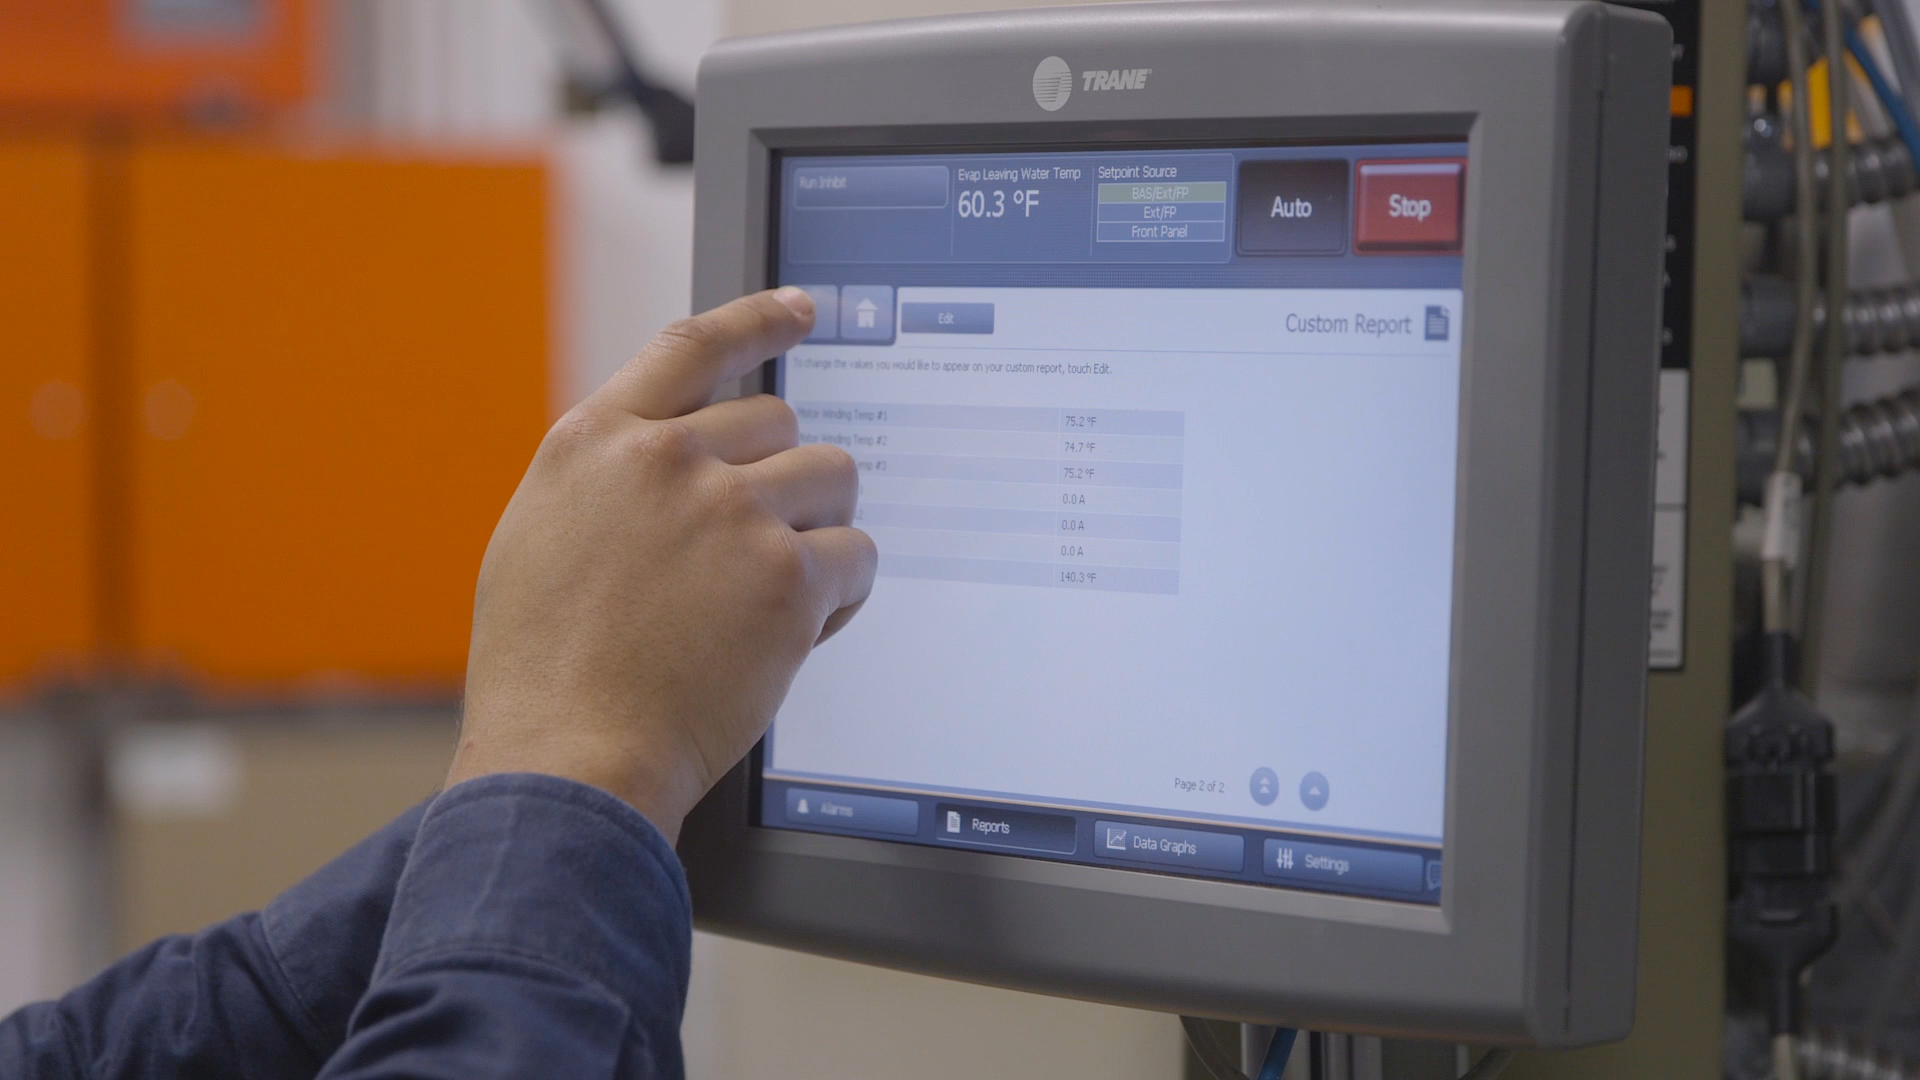 TRANE
Run Inhibit
Evap Leaving Water Temp
60.3 °F
Setpoint Source
BAS/Ext/FP
Ext/FP
Front Panel
Auto
Stop
Edit
Custom Report
To change the values you would like to appear on your custom report, touch Edit.
Motor Winding Temp #1 75.2 °F
Motor Winding Temp #2 74.7 °F
emp #3 75.2 °F
0.0 A
0.0 A
0.0 A
140.3 °F
Page 2 of 2
Alarms
Reports
Data Graphs
Settings